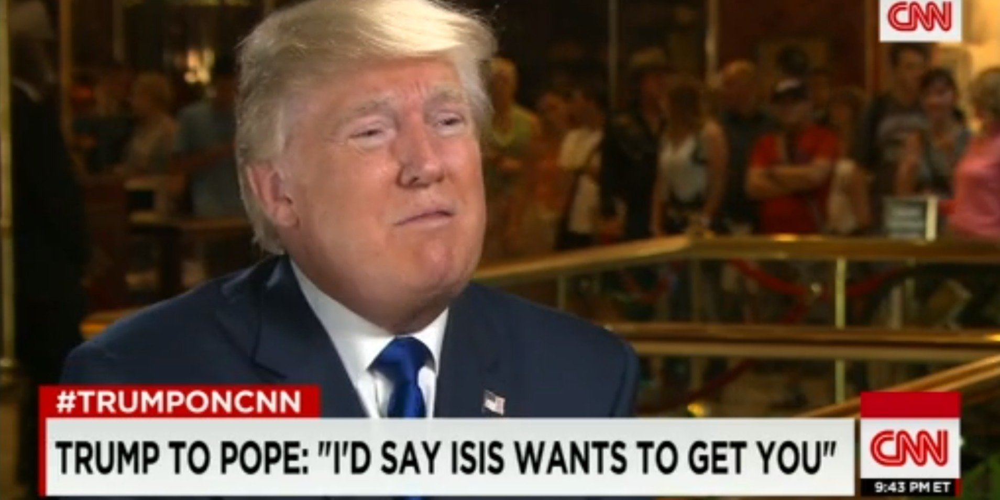 CNN
#TRUMPONCNN
TRUMP TO POPE: "I'D SAY ISIS WANTS TO GET YOU"
CNN
9:43 PM ET